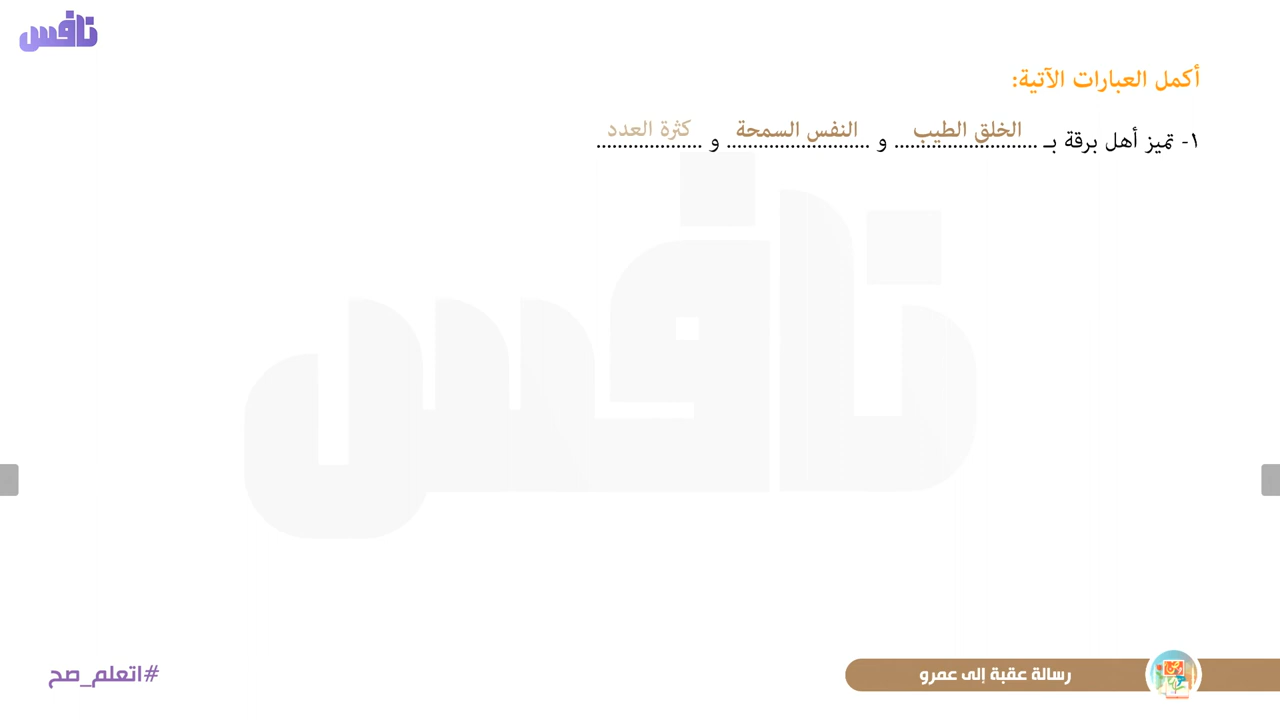 نافس
أكمل العبارات الآتية:
١- تميز أهل برقة بـ الخلق الطيب و النفس السمحة و كثرة العدد
نافس
رسالة عقبة إلى عمرو
#اتعلم_صح